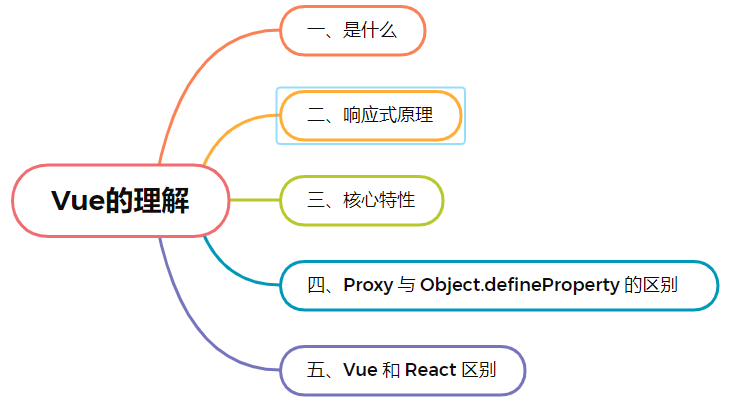 一、是什么
二、响应式原理
Vue的理解
三、核心特性
四、Proxy 与 Object.defineProperty 的区别
五、Vue 和 React 区别